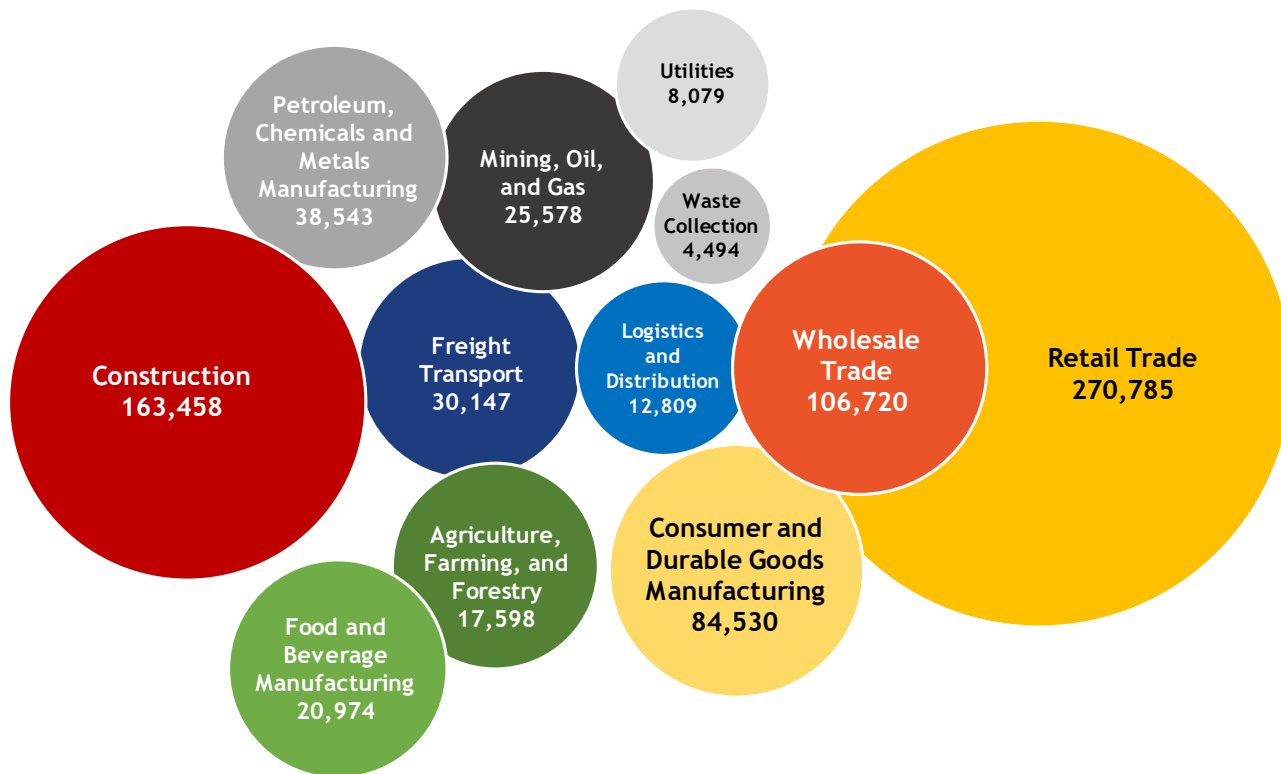 Utilities
8,079
Petroleum,
Chemicals and
Metals
Manufacturing
38,543
Mining, Oil,
and Gas
25,578
Waste
Collection
4,494
Construction
163,458
Freight
Transport
30,147
Logistics
and
Distribution
12,809
Wholesale
Trade
106,720
Retail Trade
270,785
Agriculture,
Farming, and
Forestry
17,598
Consumer and
Durable Goods
Manufacturing
84,530
Food and
Beverage
Manufacturing
20,974